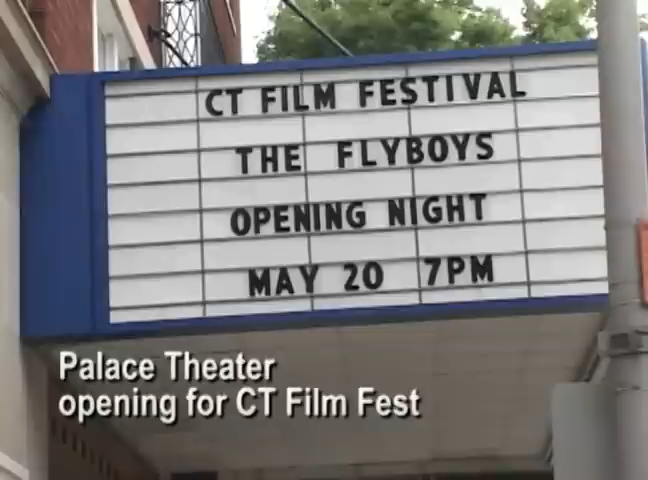 CT FILM FESTIVAL
THE FLYBOYS
OPENING NIGHT
MAY 20 7PM
Palace Theater
opening for CT Film Fest